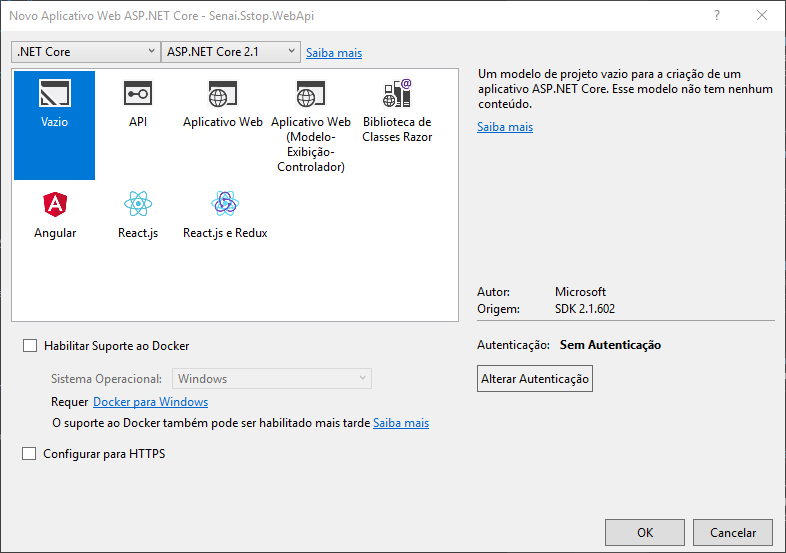 Novo Aplicativo Web ASP.NET Core - Senai.Sstop.WebApi
.NET Core
ASP.NET Core 2.1
Saiba mais
Vazio
API
Aplicativo Web
Aplicativo Web
(Modelo-
Exibição-
Controlador)
Biblioteca de
Classes Razor
Angular
React.js
React.js e Redux
Um modelo de projeto vazio para a criação de um
aplicativo ASP.NET Core. Esse modelo não tem nenhum
conteúdo.
Saiba mais
Autor: Microsoft
Origem: SDK 2.1.602
Autenticação: Sem Autenticação
Alterar Autenticação
Habilitar Suporte ao Docker
Sistema Operacional: Windows
Requer Docker para Windows
O suporte ao Docker também pode ser habilitado mais tarde Saiba mais
Configurar para HTTPS
OK
Cancelar